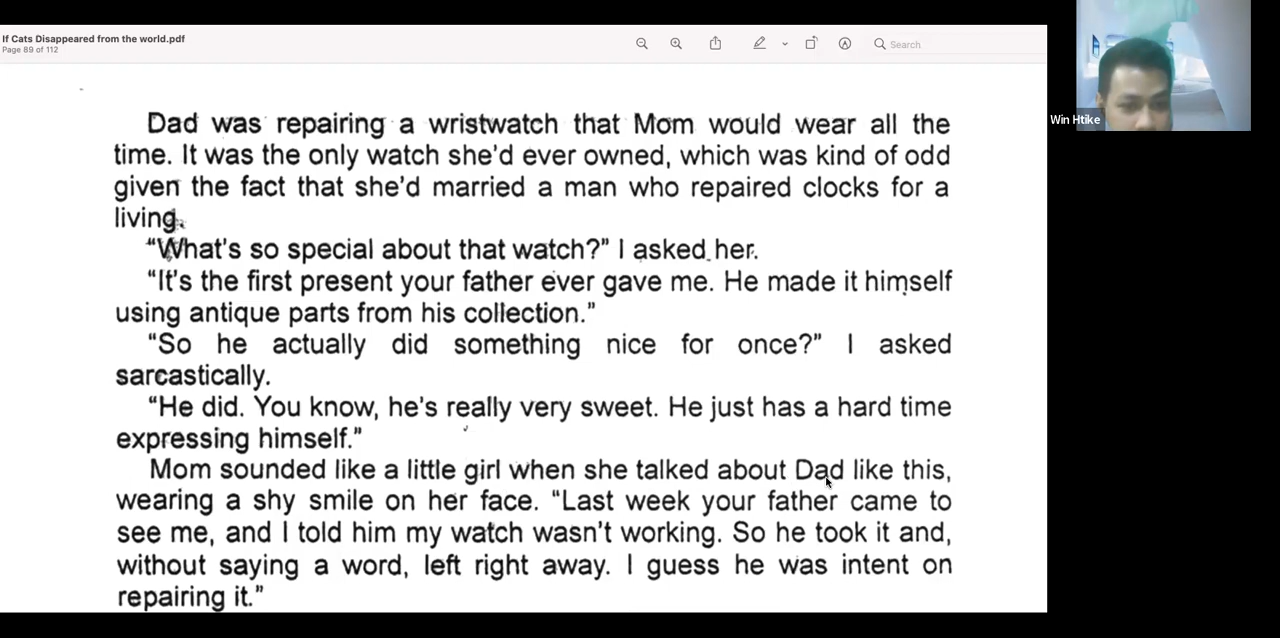 If Cats Disappeared from the world.pdf
Page 89 of 112
Search
Win Htike
Dad was repairing a wristwatch that Mom would wear all the
time. It was the only watch she'd ever owned, which was kind of odd
given the fact that she'd married a man who repaired clocks for a
living.
“What's so special about that watch?” I asked her.
“It's the first present your father ever gave me. He made it himself
using antique parts from his collection.”
“So he actually did something nice for once?” I asked
sarcastically.
“He did. You know, he's really very sweet. He just has a hard time
expressing himself.”
Mom sounded like a little girl when she talked about Dad like this,
wearing a shy smile on her face. “Last week your father came to
see me, and I told him my watch wasn't working. So he took it and,
without saying a word, left right away. I guess he was intent on
repairing it.”